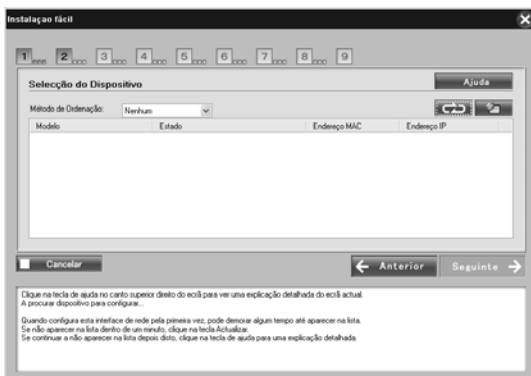 Instalaçao fácil
1 2 3 4 5 6 7 8 9
Selecção do Dispositivo
Ajuda
Método de Ordenação: Nenhum
Modelo Estado Endereço MAC Endereço IP
Cancelar Anterior Seguinte
Clique na tecla de ajuda no canto superior direito do ecrã para ver uma explicação detalhada do ecrã actual.
A procurar dispositivo para configurar...
Quando configura esta interface de rede pela primeira vez, pode demorar algum tempo até aparecer na lista.
Se não aparecer na lista dentro de um minuto, clique na tecla Actualizar.
Se continuar a não aparecer na lista depois disto, clique na tecla de ajuda para uma explicação detalhada.